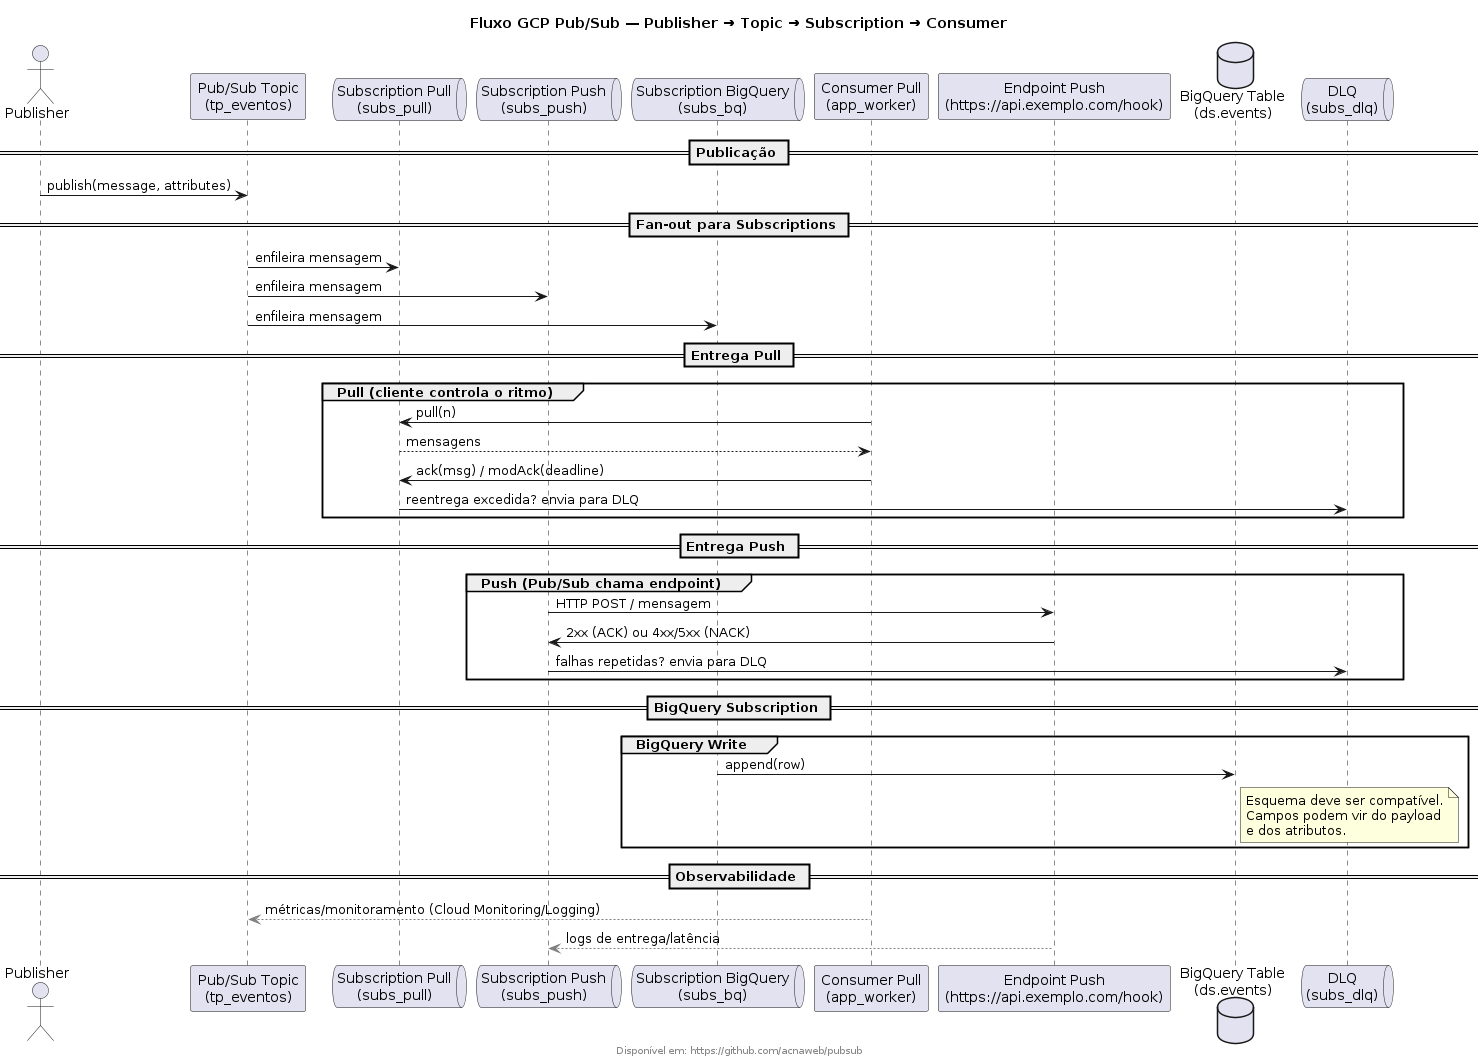 Fluxo GCP Pub/Sub — Publisher → Topic → Subscription → Consumer
Publisher
Pub/Sub Topic
(tp_eventos)
Subscription Pull
(subs_pull)
Subscription Push
(subs_push)
Subscription BigQuery
(subs_bq)
Consumer Pull
(app_worker)
Endpoint Push
(https://api.exemplo.com/hook)
BigQuery Table
(ds.events)
DLQ
(subs_dlq)
Publicação
publish(message, attributes)
Fan-out para Subscriptions
enfileira mensagem
enfileira mensagem
enfileira mensagem
Entrega Pull
Pull (cliente controla o ritmo)
pull(n)
mensagens
ack(msg) / modAck(deadline)
reentrega excedida? envia para DLQ
Entrega Push
Push (Pub/Sub chama endpoint)
HTTP POST / mensagem
2xx (ACK) ou 4xx/5xx (NACK)
falhas repetidas? envia para DLQ
BigQuery Subscription
BigQuery Write
append(row)
Esquema deve ser compatível.
Campos podem vir do payload
e dos atributos.
Observabilidade
métricas/monitoramento (Cloud Monitoring/Logging)
logs de entrega/latência
Publisher
Pub/Sub Topic
(tp_eventos)
Subscription Pull
(subs_pull)
Subscription Push
(subs_push)
Subscription BigQuery
(subs_bq)
Consumer Pull
(app_worker)
Endpoint Push
(https://api.exemplo.com/hook)
BigQuery Table
(ds.events)
DLQ
(subs_dlq)
Disponível em: https://github.com/acnaweb/pubsub